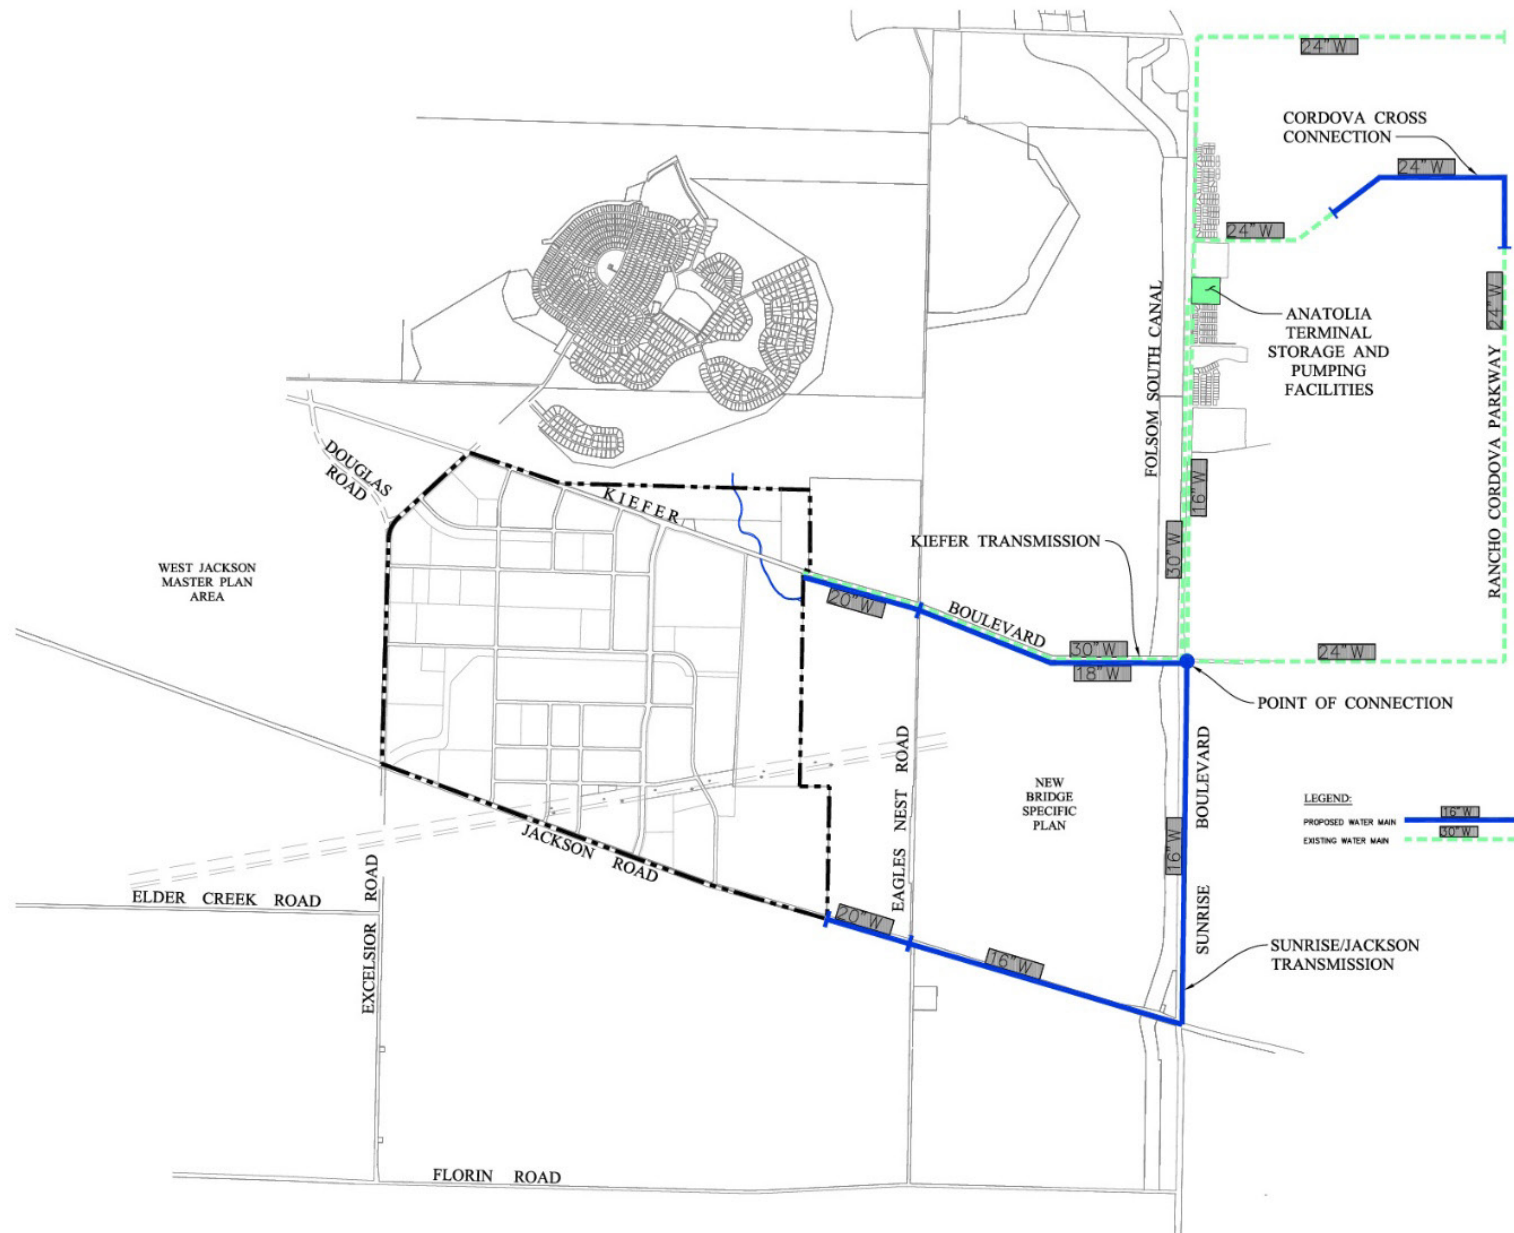 24"W
CORDOVA CROSS
CONNECTION
24"W
24"W
24"W
ANATOLIA
TERMINAL
STORAGE AND
PUMPING
FACILITIES
FOLSOM SOUTH CANAL
RANCHO CORDOVA PARKWAY
DOUGLAS
ROAD
KIEFER
16"W
30"W
KIEFER TRANSMISSION
WEST JACKSON
MASTER PLAN
AREA
20"W
BOULEVARD
30"W
18"W
24"W
POINT OF CONNECTION
EAGLES NEST ROAD
NEW
BRIDGE
SPECIFIC
PLAN
SUNRISE BOULEVARD
16"W
LEGEND:
16"W
PROPOSED WATER MAIN
30"W
EXISTING WATER MAIN
JACKSON ROAD
ELDER CREEK ROAD
EXCELSIOR ROAD
20"W
16"W
SUNRISE/JACKSON
TRANSMISSION
FLORIN ROAD